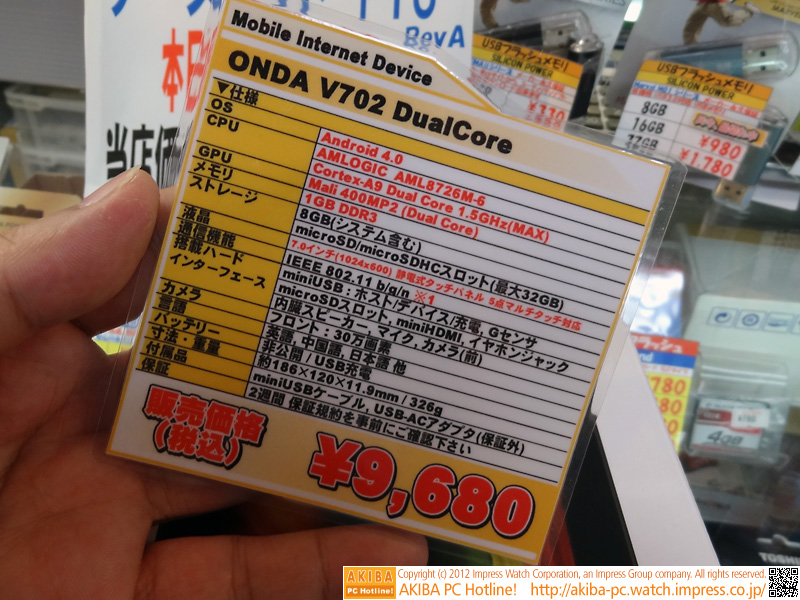 BevA
Mobile Internet Device
ONDA V702 DualCore
▼仕様
OS Android 4.0
CPU AMLOGIC AML8726M-6
Cortex-A9 Dual Core 1.5GHz(MAX)
GPU Mali 400MP2 (Dual Core)
メモリ 1GB DDR3
ストレージ 8GB(システム含む)
microSD/microSDHCスロット(最大32GB)
液晶 7.0インチ(1024x600) 静電式タッチパネル 5点マルチタッチ対応
通信機能 IEEE 802.11 b/g/n ※1
搭載ハード miniUSB:ホスト/デバイス/充電, Gセンサ
インターフェース microSDスロット, miniHDMI, イヤホンジャック
内蔵スピーカー, マイク, カメラ(前)
カメラ フロント:30万画素
言語 英語, 中国語, 日本語 他
バッテリー 非公開 / USB充電
寸法・重量 約186×120×11.9mm / 326g
付属品 miniUSBケーブル, USB-ACアダプタ(保証外)
保証 2週間 保証規約を事前にご確認下さい
販売価格
(税込)
¥9,680
USBフラッシュメモリ
SILICON POWER
USBフラッシュメモリ
SILICON POWER
8GB
16GB
¥980
¥1,780
4GB
AKIBA
PC Hotline!
Copyright (c) 2012 Impress Watch Corporation, an Impress Group company. All rights reserved.
AKIBA PC Hotline! http://akiba-pc.watch.impress.co.jp/